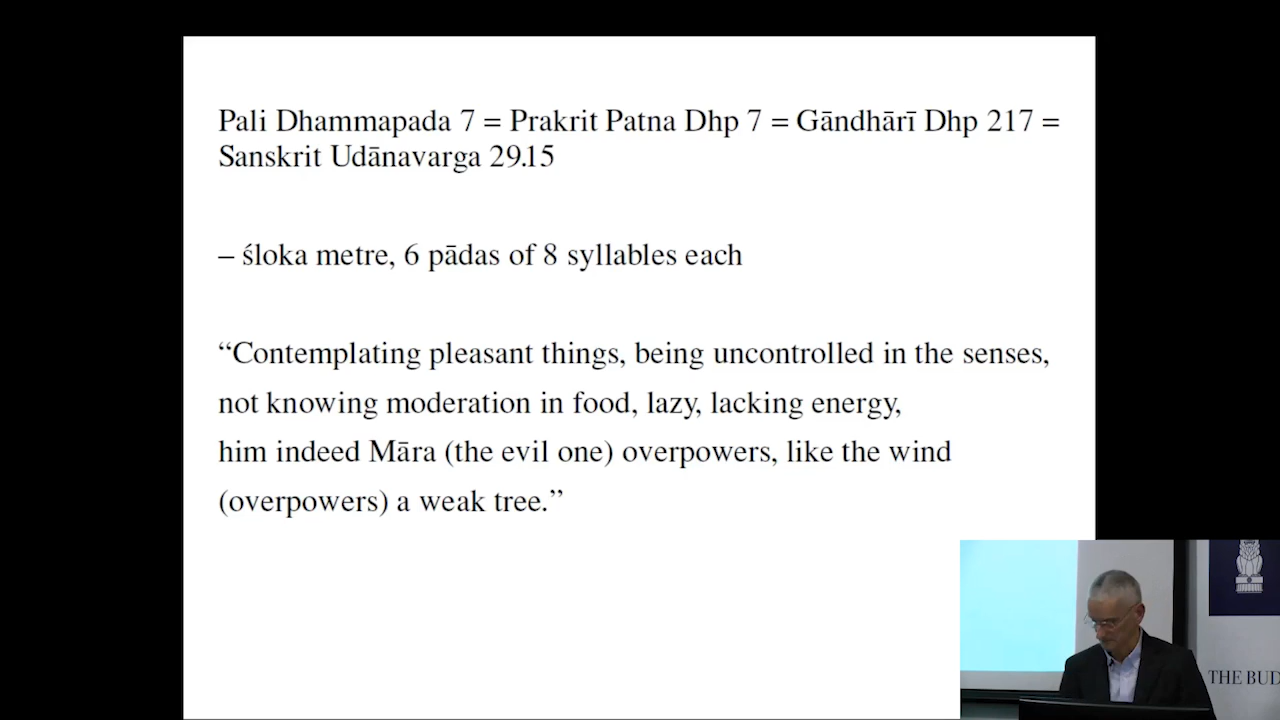 Pali Dhammapada 7 = Prakrit Patna Dhp 7 = Gāndhārī Dhp 217 =
Sanskrit Udānavarga 29.15
– śloka metre, 6 pādas of 8 syllables each
“Contemplating pleasant things, being uncontrolled in the senses,
not knowing moderation in food, lazy, lacking energy,
him indeed Māra (the evil one) overpowers, like the wind
(overpowers) a weak tree.”
THE BUD